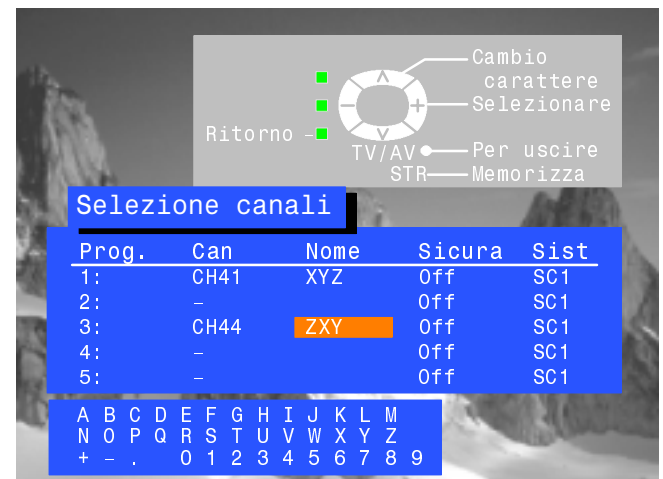 Cambio
carattere
Selezionare
Ritorno –
TV/AV Per uscire
STR Memorizza
Selezione canali
Prog. Can Nome Sicura Sist
1: CH41 XYZ Off SC1
2: – Off SC1
3: CH44 ZXY Off SC1
4: – Off SC1
5: – Off SC1
A B C D E F G H I J K L M
N O P Q R S T U V W X Y Z
+ – . 0 1 2 3 4 5 6 7 8 9